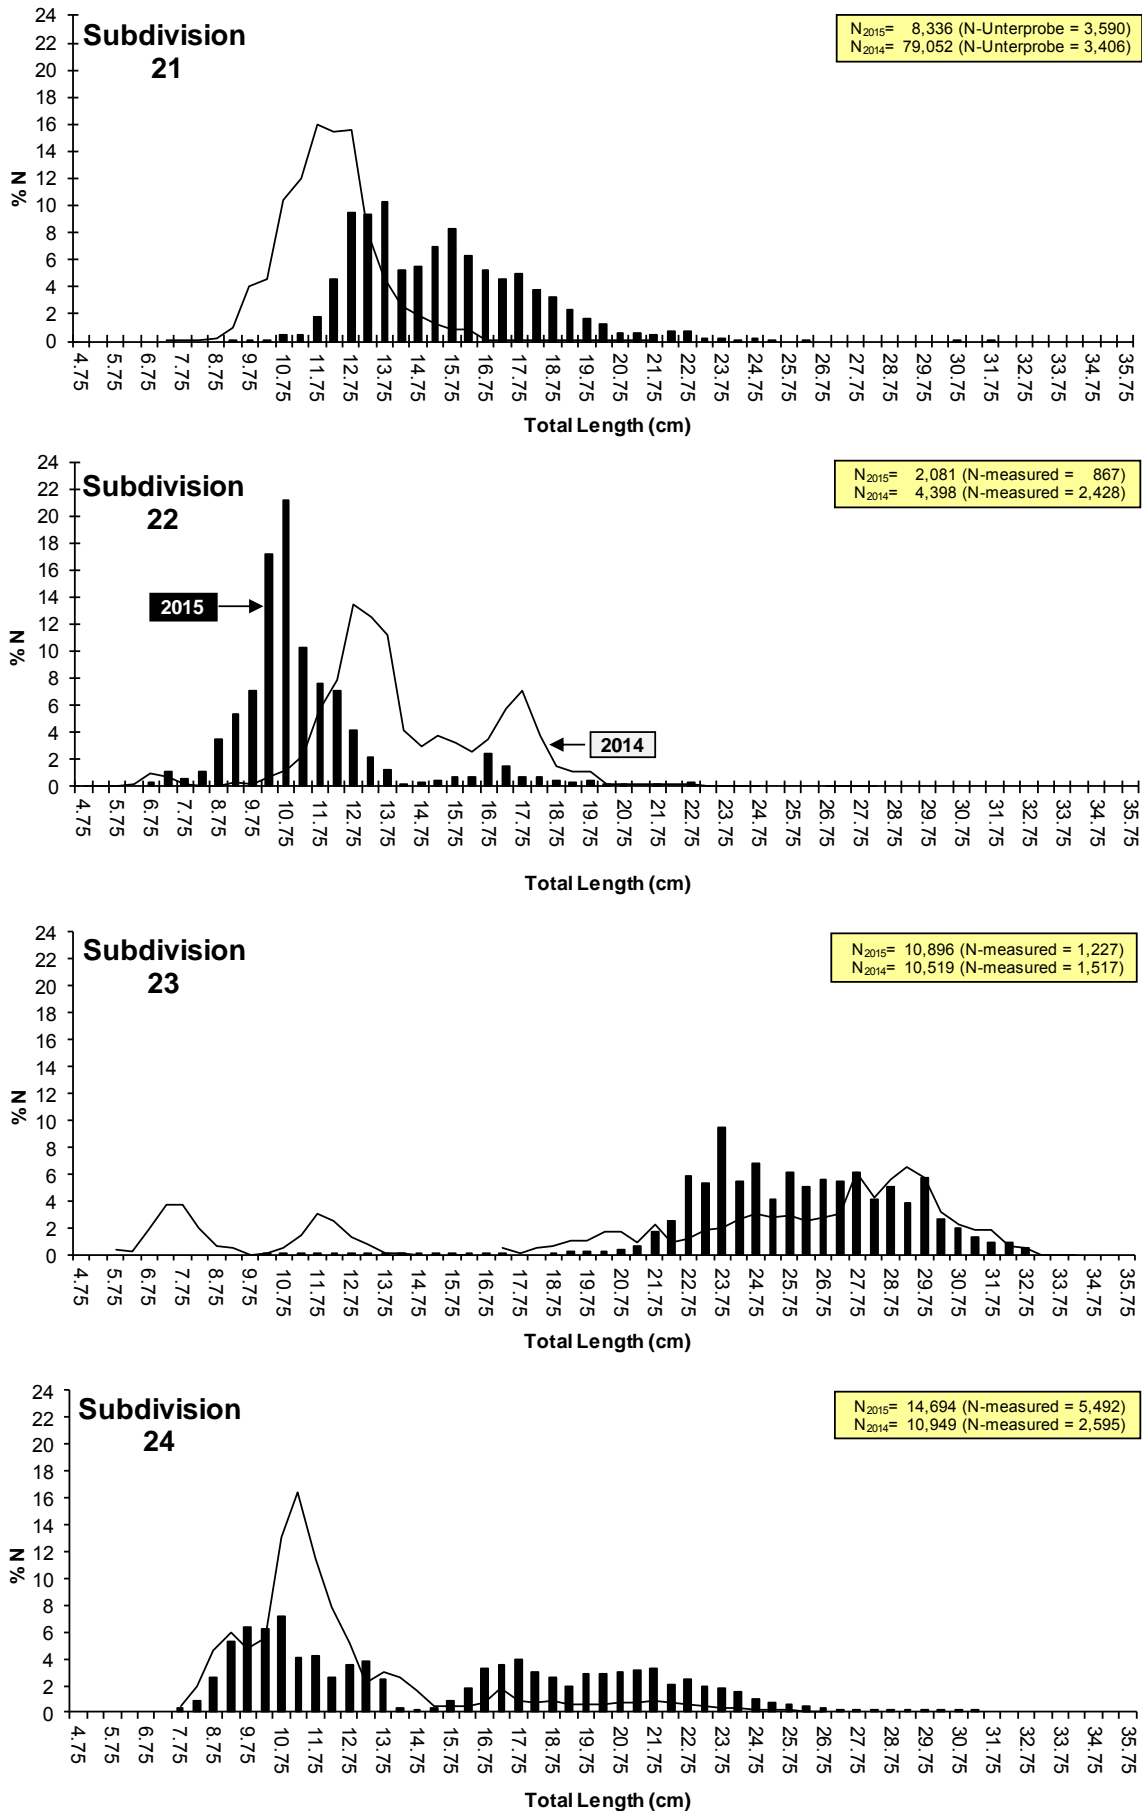 Subdivision
21
N2015= 8,336 (N-Unterprobe = 3,590)
N2014= 79,052 (N-Unterprobe = 3,406)
24
22
20
18
16
14
12
10
8
6
4
2
0
% N
4.75 5.75 6.75 7.75 8.75 9.75 10.75 11.75 12.75 13.75 14.75 15.75 16.75 17.75 18.75 19.75 20.75 21.75 22.75 23.75 24.75 25.75 26.75 27.75 28.75 29.75 30.75 31.75 32.75 33.75 34.75 35.75
Total Length (cm)
Subdivision
22
N2015= 2,081 (N-measured = 867)
N2014= 4,398 (N-measured = 2,428)
24
22
20
18
16
14
12
10
8
6
4
2
0
% N
2015
2014
4.75 5.75 6.75 7.75 8.75 9.75 10.75 11.75 12.75 13.75 14.75 15.75 16.75 17.75 18.75 19.75 20.75 21.75 22.75 23.75 24.75 25.75 26.75 27.75 28.75 29.75 30.75 31.75 32.75 33.75 34.75 35.75
Total Length (cm)
Subdivision
23
N2015= 10,896 (N-measured = 1,227)
N2014= 10,519 (N-measured = 1,517)
24
22
20
18
16
14
12
10
8
6
4
2
0
% N
4.75 5.75 6.75 7.75 8.75 9.75 10.75 11.75 12.75 13.75 14.75 15.75 16.75 17.75 18.75 19.75 20.75 21.75 22.75 23.75 24.75 25.75 26.75 27.75 28.75 29.75 30.75 31.75 32.75 33.75 34.75 35.75
Total Length (cm)
Subdivision
24
N2015= 14,694 (N-measured = 5,492)
N2014= 10,949 (N-measured = 2,595)
24
22
20
18
16
14
12
10
8
6
4
2
0
% N
4.75 5.75 6.75 7.75 8.75 9.75 10.75 11.75 12.75 13.75 14.75 15.75 16.75 17.75 18.75 19.75 20.75 21.75 22.75 23.75 24.75 25.75 26.75 27.75 28.75 29.75 30.75 31.75 32.75 33.75 34.75 35.75
Total Length (cm)